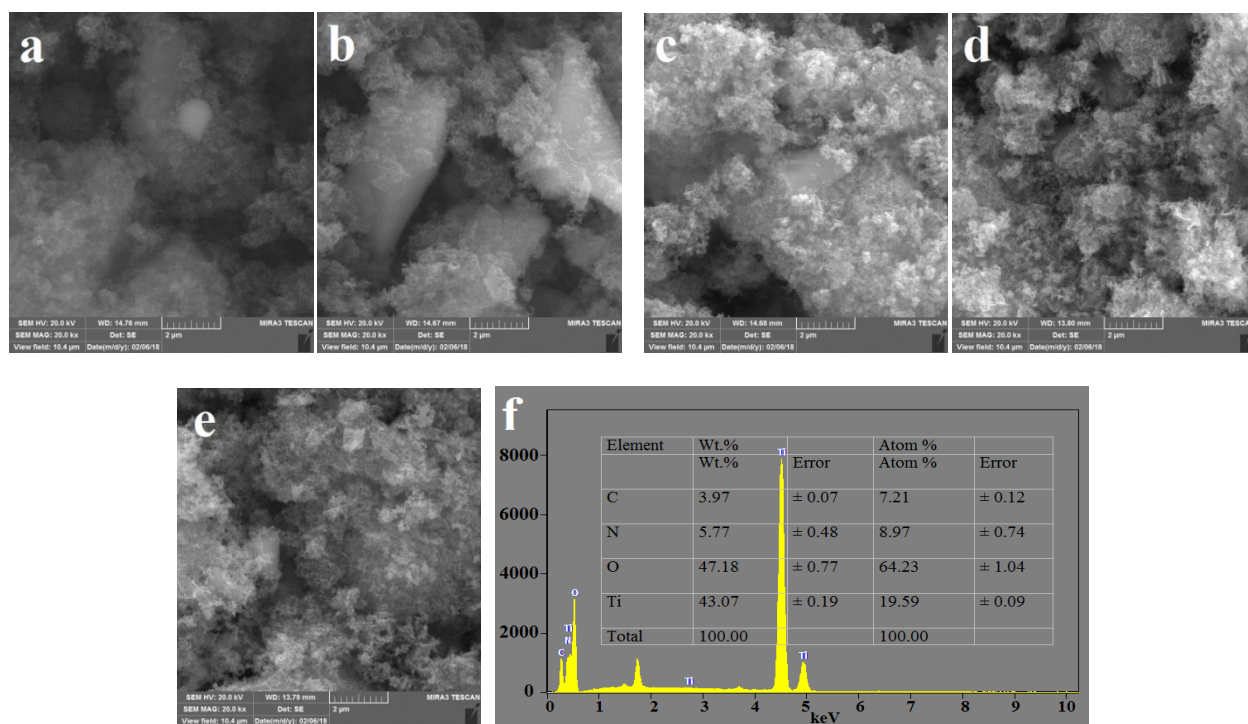 a
SEM HV: 20.0 kV WD: 14.76 mm
SEM MAG: 20.0 kx Det: SE 2 µm
View field: 10.4 µm Date(m/d/y): 02/06/18
MIRA3 TESCAN
b
SEM HV: 20.0 kV WD: 14.67 mm
SEM MAG: 20.0 kx Det: SE 2 µm
View field: 10.4 µm Date(m/d/y): 02/06/18
MIRA3 TESCAN
c
SEM HV: 20.0 kV WD: 14.68 mm
SEM MAG: 20.0 kx Det: SE 2 µm
View field: 10.4 µm Date(m/d/y): 02/06/18
MIRA3 TESCAN
d
SEM HV: 20.0 kV WD: 13.80 mm
SEM MAG: 20.0 kx Det: SE 2 µm
View field: 10.4 µm Date(m/d/y): 02/06/18
MIRA3 TESCAN
e
SEM HV: 20.0 kV WD: 13.79 mm
SEM MAG: 20.0 kx Det: SE 2 µm
View field: 10.4 µm Date(m/d/y): 02/06/18
MIRA3 TESCAN
f
Element Wt.% Atom %
Wt.% Error Atom % Error
C 3.97 ± 0.07 7.21 ± 0.12
N 5.77 ± 0.48 8.97 ± 0.74
O 47.18 ± 0.77 64.23 ± 1.04
Ti 43.07 ± 0.19 19.59 ± 0.09
Total 100.00 100.00
8000
6000
4000
2000
0
Ti
O
Ti
N
C
Ti
Ti
0 1 2 3 4 5 6 7 8 9 10
keV